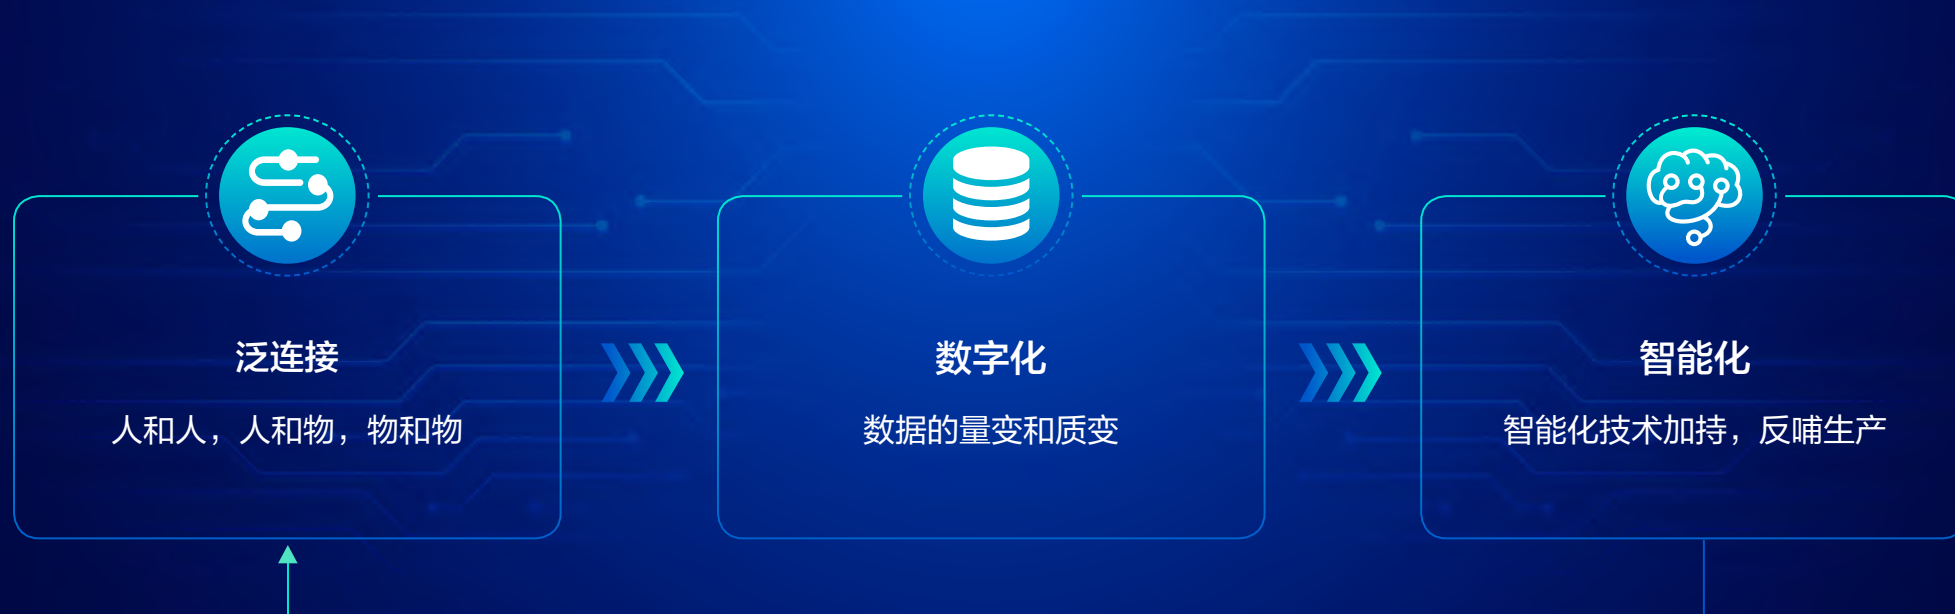 泛连接
人和人，人和物，物和物
数字化
数据的量变和质变
智能化
智能化技术加持，反哺生产